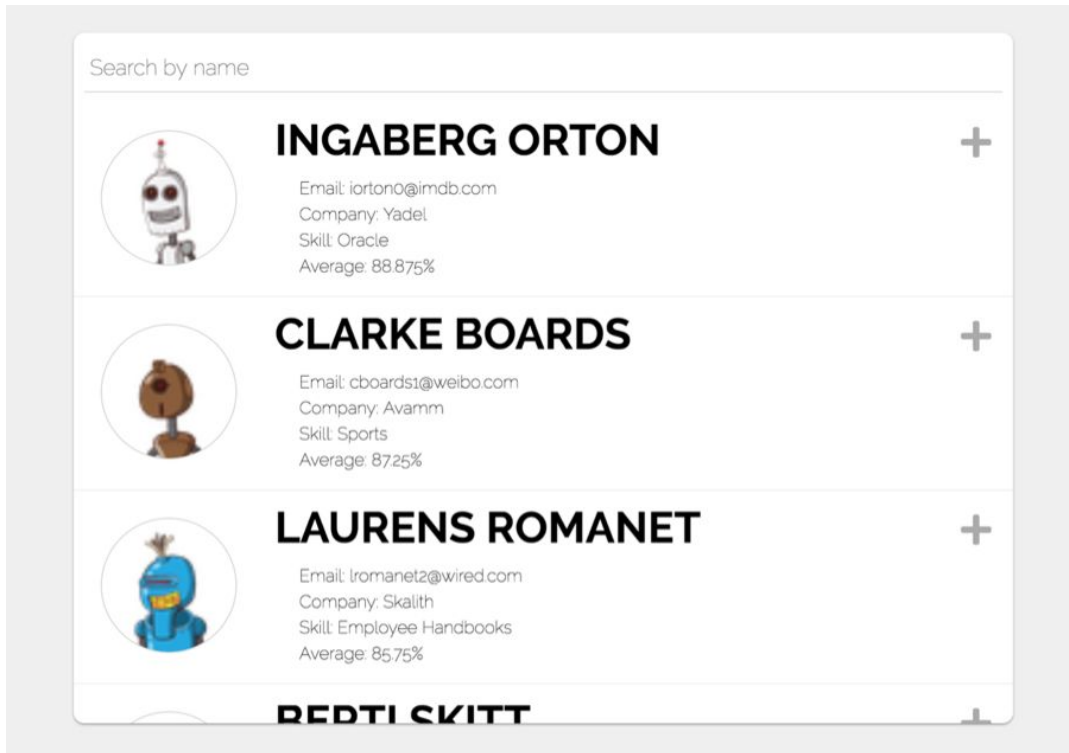 Search by name
INGABERG ORTON
Email: iorton0@imdb.com
Company: Yadel
Skill: Oracle
Average: 88.875%
CLARKE BOARDS
Email: cboards1@weibo.com
Company: Avamm
Skill: Sports
Average: 87.25%
LAURENS ROMANET
Email: lromanet2@wired.com
Company: Skalith
Skill: Employee Handbooks
Average: 85.75%
BERTI SKITT